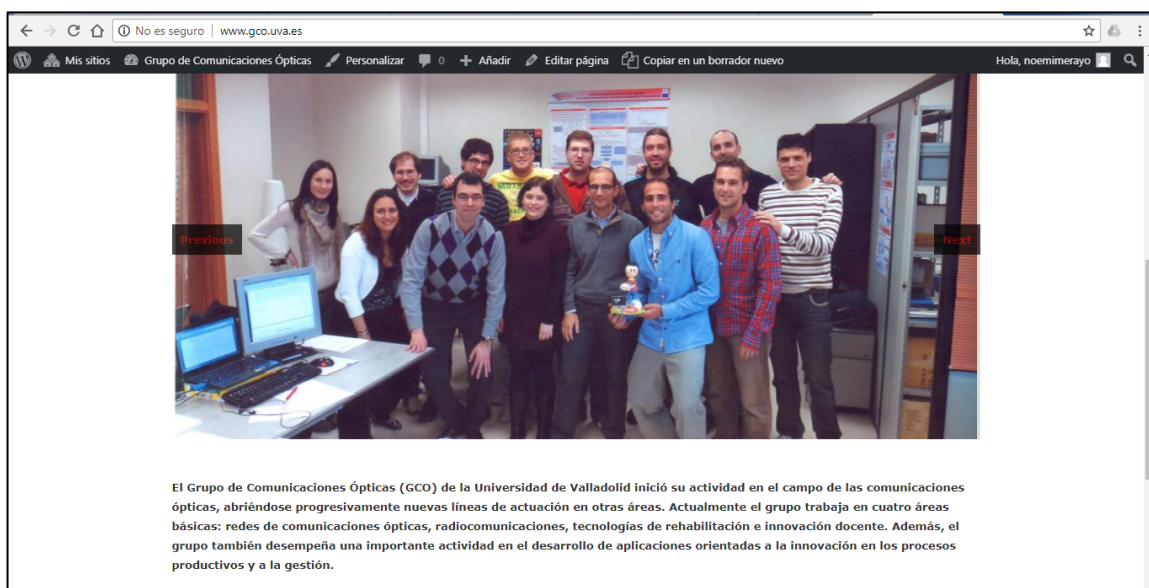 No es seguro | www.gco.uva.es
Mis sitios Grupo de Comunicaciones Ópticas Personalizar 0 Añadir Editar página Copiar en un borrador nuevo Hola, noemimerayo
Previous Next
El Grupo de Comunicaciones Ópticas (GCO) de la Universidad de Valladolid inició su actividad en el campo de las comunicaciones
ópticas, abriéndose progresivamente nuevas líneas de actuación en otras áreas. Actualmente el grupo trabaja en cuatro áreas
básicas: redes de comunicaciones ópticas, radiocomunicaciones, tecnologías de rehabilitación e innovación docente. Además, el
grupo también desempeña una importante actividad en el desarrollo de aplicaciones orientadas a la innovación en los procesos
productivos y a la gestión.